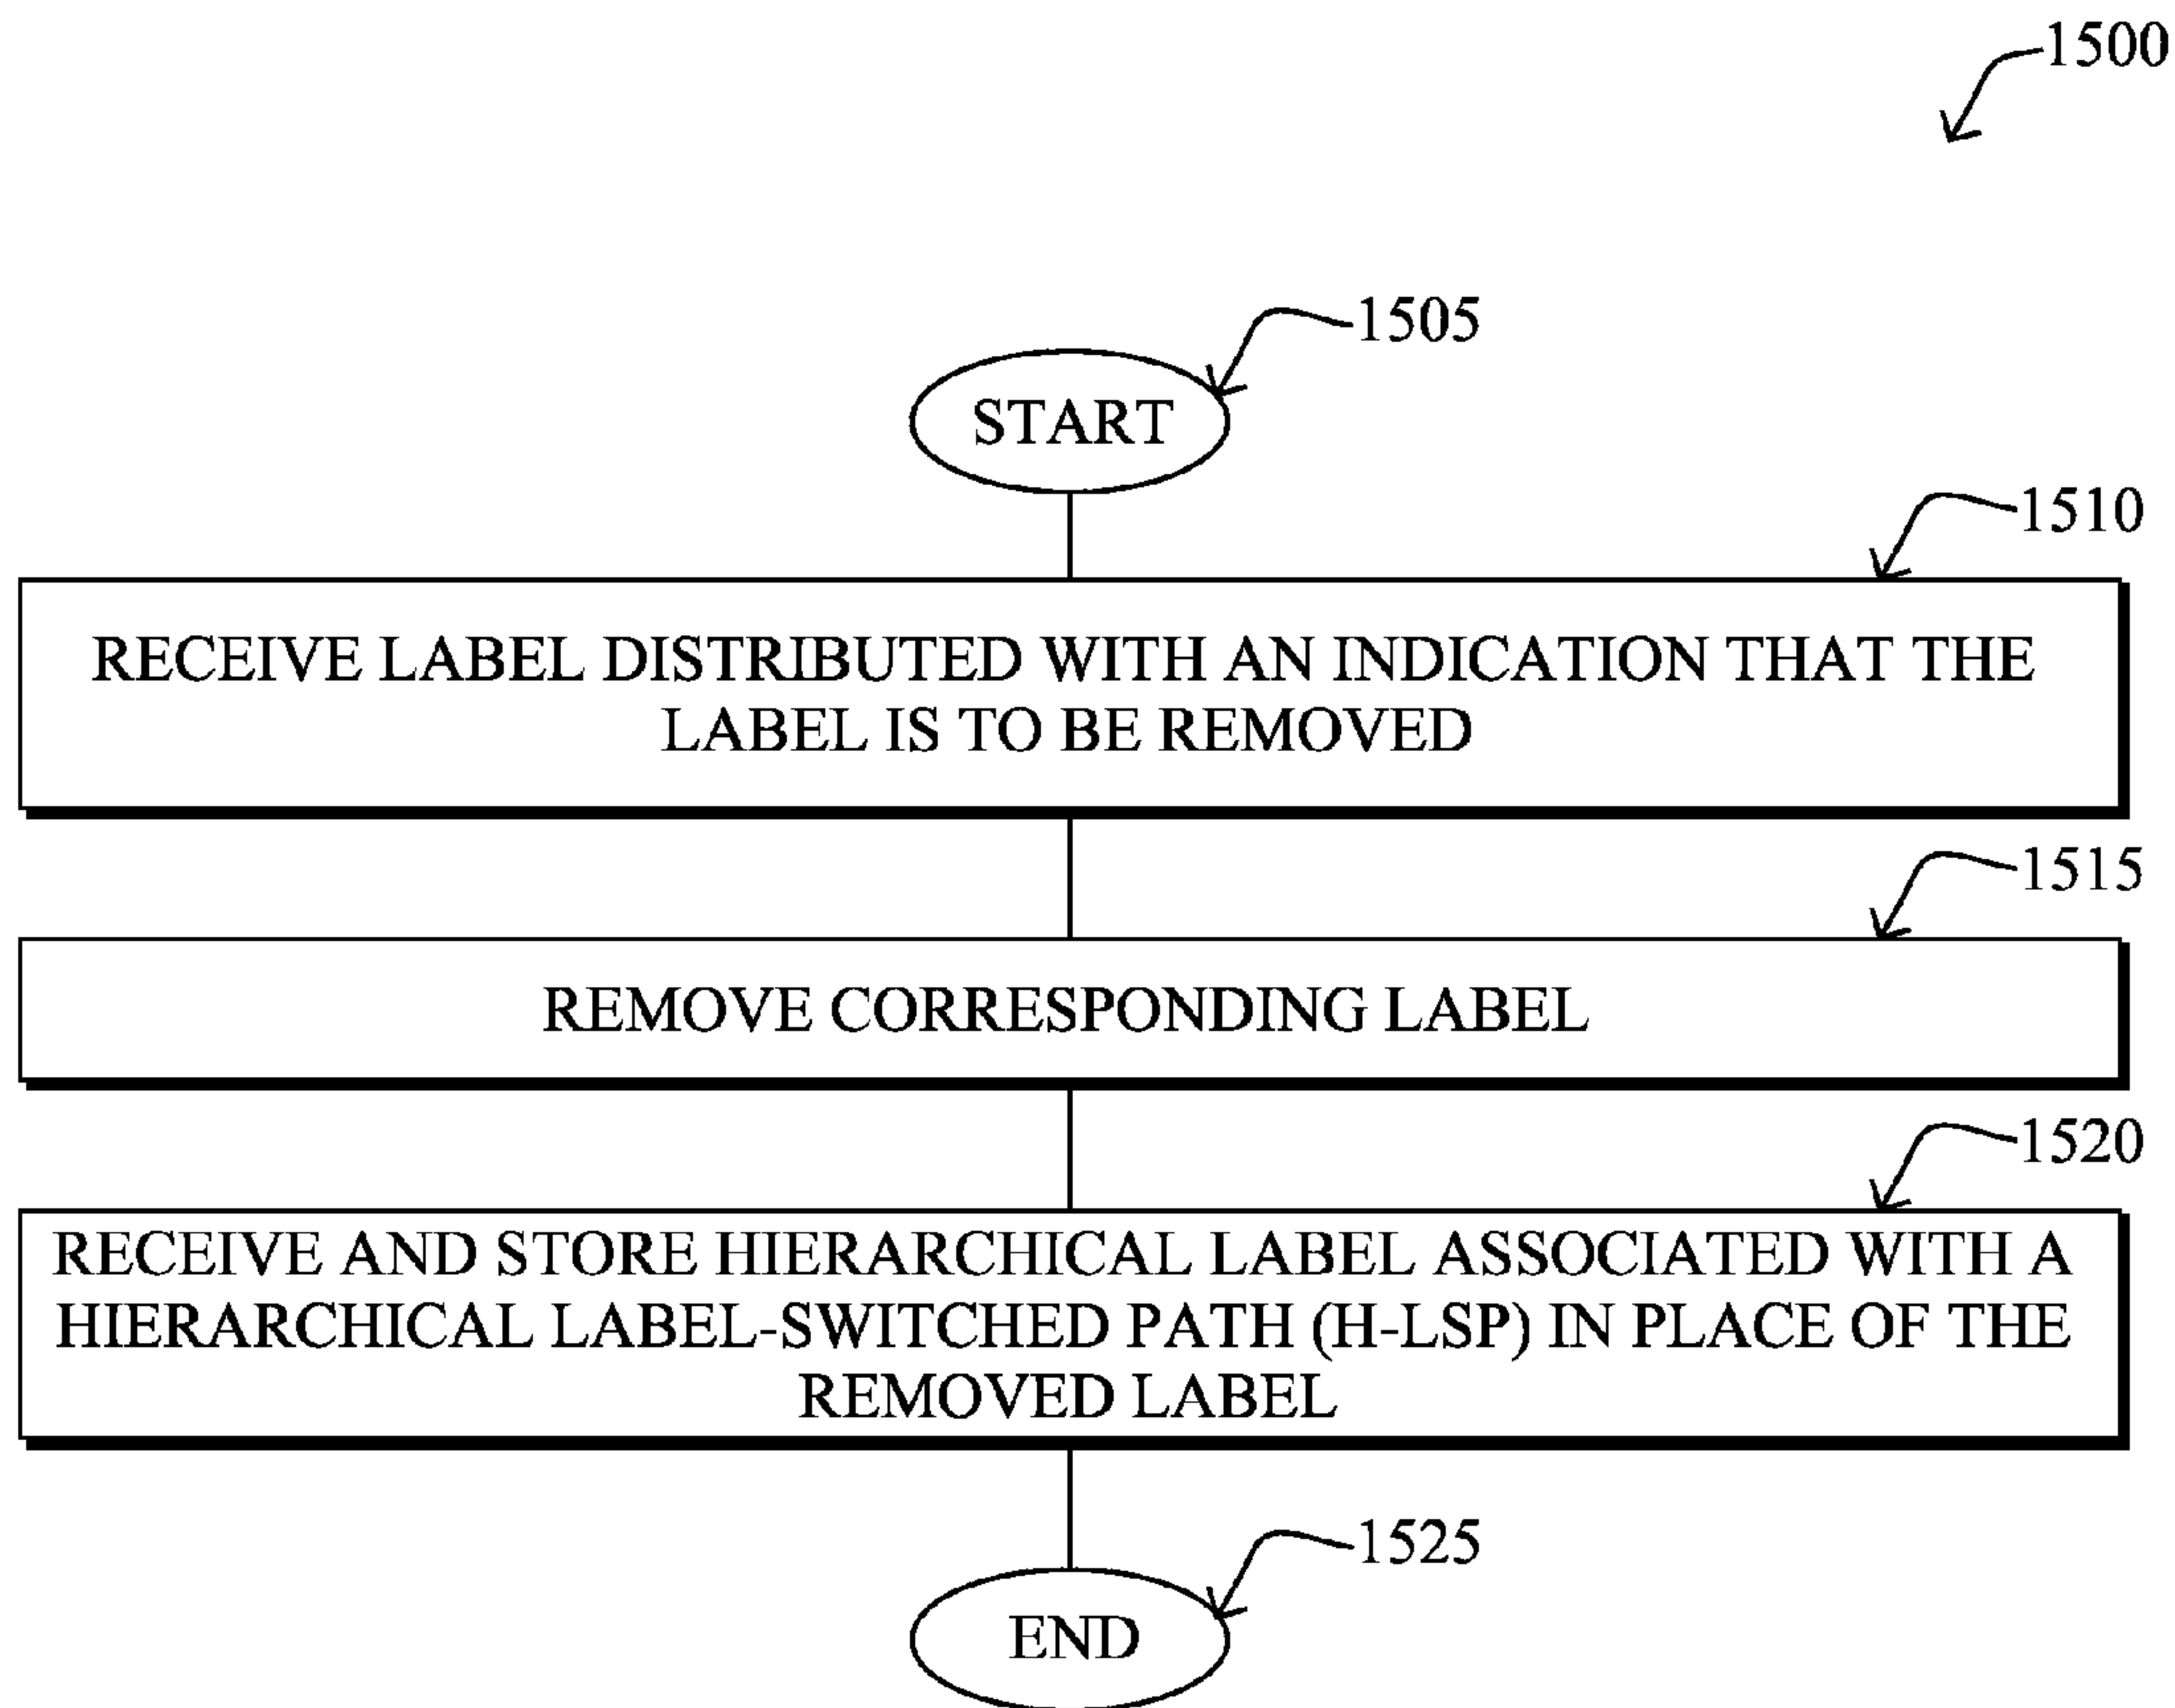 1500
1505
START
1510
RECEIVE LABEL DISTRIBUTED WITH AN INDICATION THAT THE
LABEL IS TO BE REMOVED
1515
REMOVE CORRESPONDING LABEL
1520
RECEIVE AND STORE HIERARCHICAL LABEL ASSOCIATED WITH A
HIERARCHICAL LABEL-SWITCHED PATH (H-LSP) IN PLACE OF THE
REMOVED LABEL
1525
END